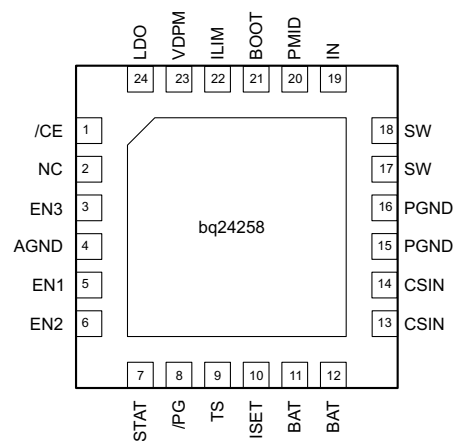 LDO VDPM ILIM BOOT PMID IN
24 23 22 21 20 19
/CE 1 18 SW
NC 2 17 SW
EN3 3 16 PGND
AGND 4 15 PGND
EN1 5 14 CSIN
EN2 6 13 CSIN
bq24258
7 8 9 10 11 12
STAT /PG TS ISET BAT BAT